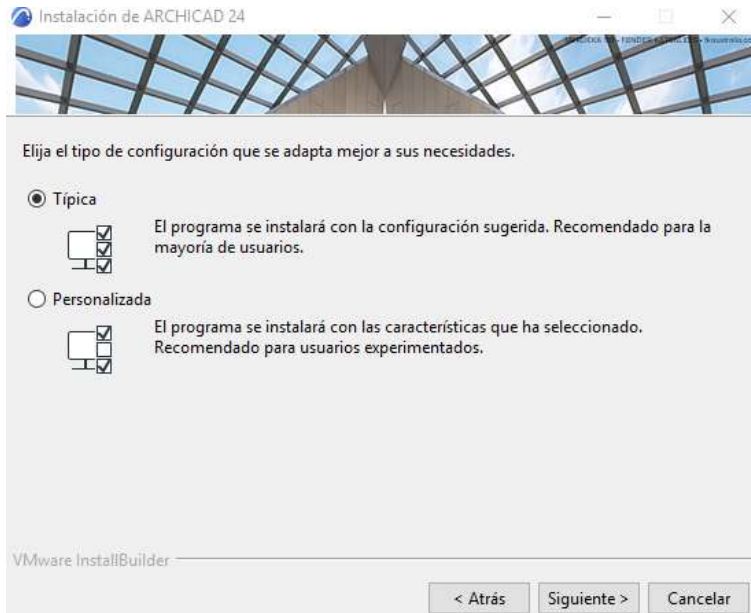 Instalación de ARCHICAD 24
Elija el tipo de configuración que se adapta mejor a sus necesidades.
Típica
El programa se instalará con la configuración sugerida. Recomendado para la
mayoría de usuarios.
Personalizada
El programa se instalará con las características que ha seleccionado.
Recomendado para usuarios experimentados.
VMware InstallBuilder
< Atrás
Siguiente >
Cancelar